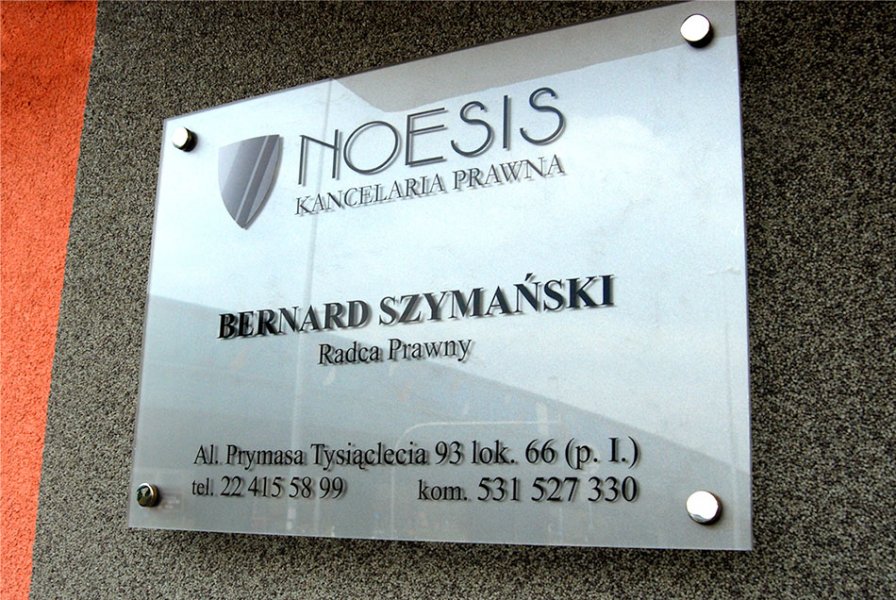 NOESIS
KANCELARIA PRAWNA
BERNARD SZYMAŃSKI
Radca Prawny
Al. Prymasa Tysiąclecia 93 lok. 66 (p. I.)
tel. 22 415 58 99 kom. 531 527 330